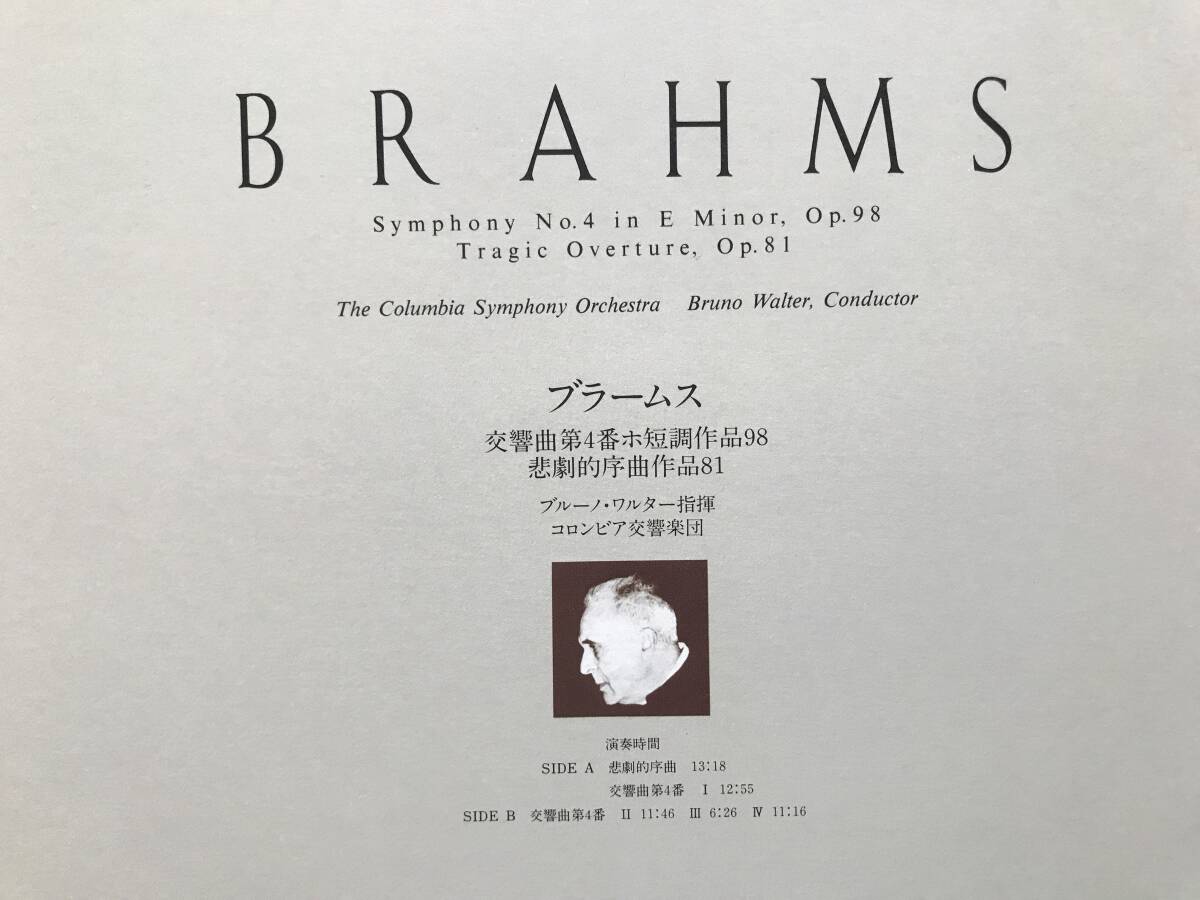 BRAHMS
Symphony No.4 in E Minor, Op.98
Tragic Overture, Op.81
The Columbia Symphony Orchestra Bruno Walter, Conductor
ブラームス
交響曲第4番ホ短調作品98
悲劇的序曲作品81
ブルーノ・ワルター指揮
コロンビア交響楽団
演奏時間
SIDE A 悲劇的序曲 13:18
交響曲第4番 Ⅰ 12:55
SIDE B 交響曲第4番 Ⅱ 11:46 Ⅲ 6:26 Ⅳ 11:16